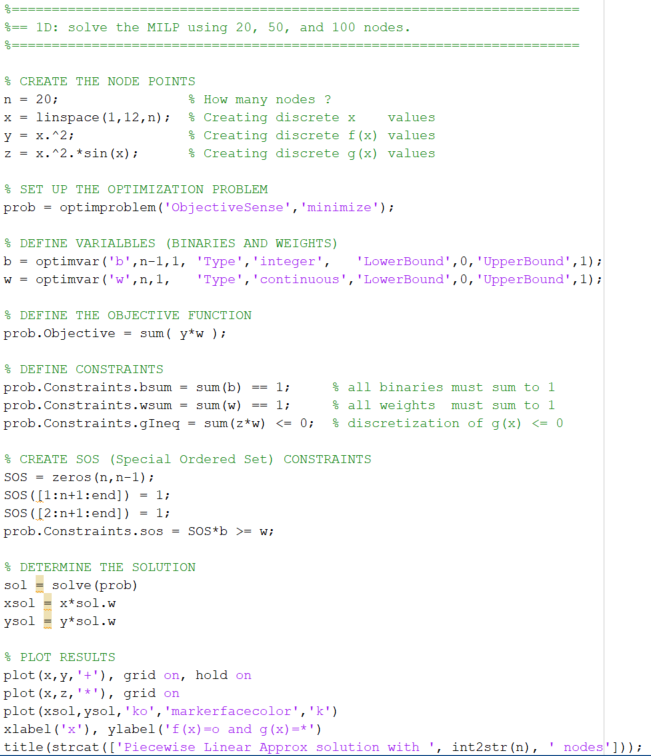 %==========================================================================
%== 1D: solve the MILP using 20, 50, and 100 nodes.
%==========================================================================
% CREATE THE NODE POINTS
n = 20;                % How many nodes ?
x = linspace(1,12,n);  % Creating discrete x    values
y = x.^2;              % Creating discrete f(x) values
z = x.^2.*sin(x);      % Creating discrete g(x) values
% SET UP THE OPTIMIZATION PROBLEM
prob = optimproblem('ObjectiveSense','minimize');
% DEFINE VARIALBLES (BINARIES AND WEIGHTS)
b = optimvar('b',n-1,1, 'Type','integer',   'LowerBound',0,'UpperBound',1);
w = optimvar('w',n,1,   'Type','continuous','LowerBound',0,'UpperBound',1);
% DEFINE THE OBJECTIVE FUNCTION
prob.Objective = sum( y*w );
% DEFINE CONSTRAINTS
prob.Constraints.bsum = sum(b) == 1;     % all binaries must sum to 1
prob.Constraints.wsum = sum(w) == 1;     % all weights  must sum to 1
prob.Constraints.gIneq = sum(z*w) <= 0;  % discretization of g(x) <= 0
% CREATE SOS (Special Ordered Set) CONSTRAINTS
SOS = zeros(n,n-1);
SOS([1:n+1:end]) = 1;
SOS([2:n+1:end]) = 1;
prob.Constraints.sos = SOS*b >= w;
% DETERMINE THE SOLUTION
sol = solve(prob)
xsol = x*sol.w
ysol = y*sol.w
% PLOT RESULTS
plot(x,y,'+'), grid on, hold on
plot(x,z,'*'), grid on
plot(xsol,ysol,'ko','markerfacecolor','k')
xlabel('x'), ylabel('f(x)=o and g(x)=*')
title(strcat(['Piecewise Linear Approx solution with ', int2str(n), ' nodes']));